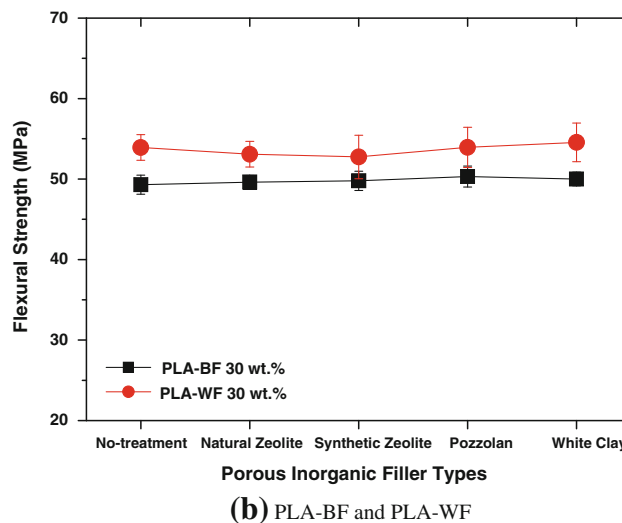 70
60
50
40
30
20
Flexural Strength (MPa)
PLA-BF 30 wt.%
PLA-WF 30 wt.%
No-treatment Natural Zeolite Synthetic Zeolite Pozzolan White Clay
Porous Inorganic Filler Types
(b) PLA-BF and PLA-WF